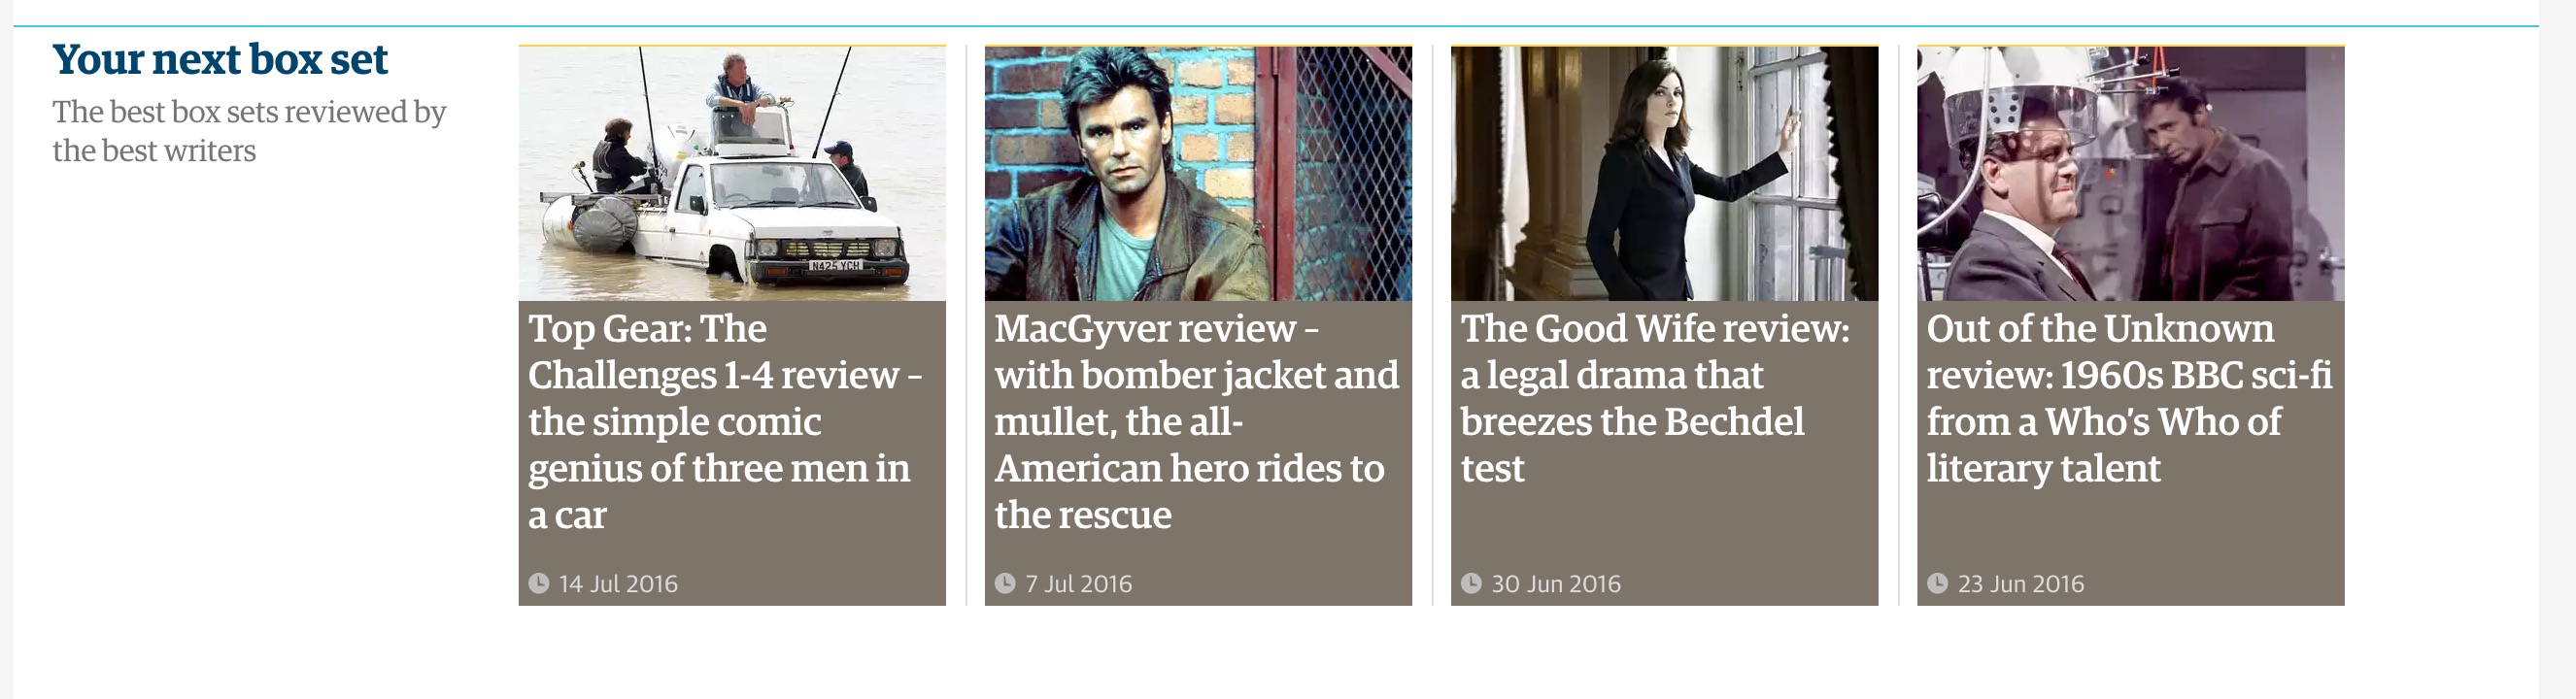 Your next box set
The best box sets reviewed by
the best writers
N425 YCH
Top Gear: The
Challenges 1-4 review –
the simple comic
genius of three men in
a car
14 Jul 2016
MacGyver review –
with bomber jacket and
mullet, the all-
American hero rides to
the rescue
7 Jul 2016
The Good Wife review:
a legal drama that
breezes the Bechdel
test
30 Jun 2016
Out of the Unknown
review: 1960s BBC sci-fi
from a Who’s Who of
literary talent
23 Jun 2016